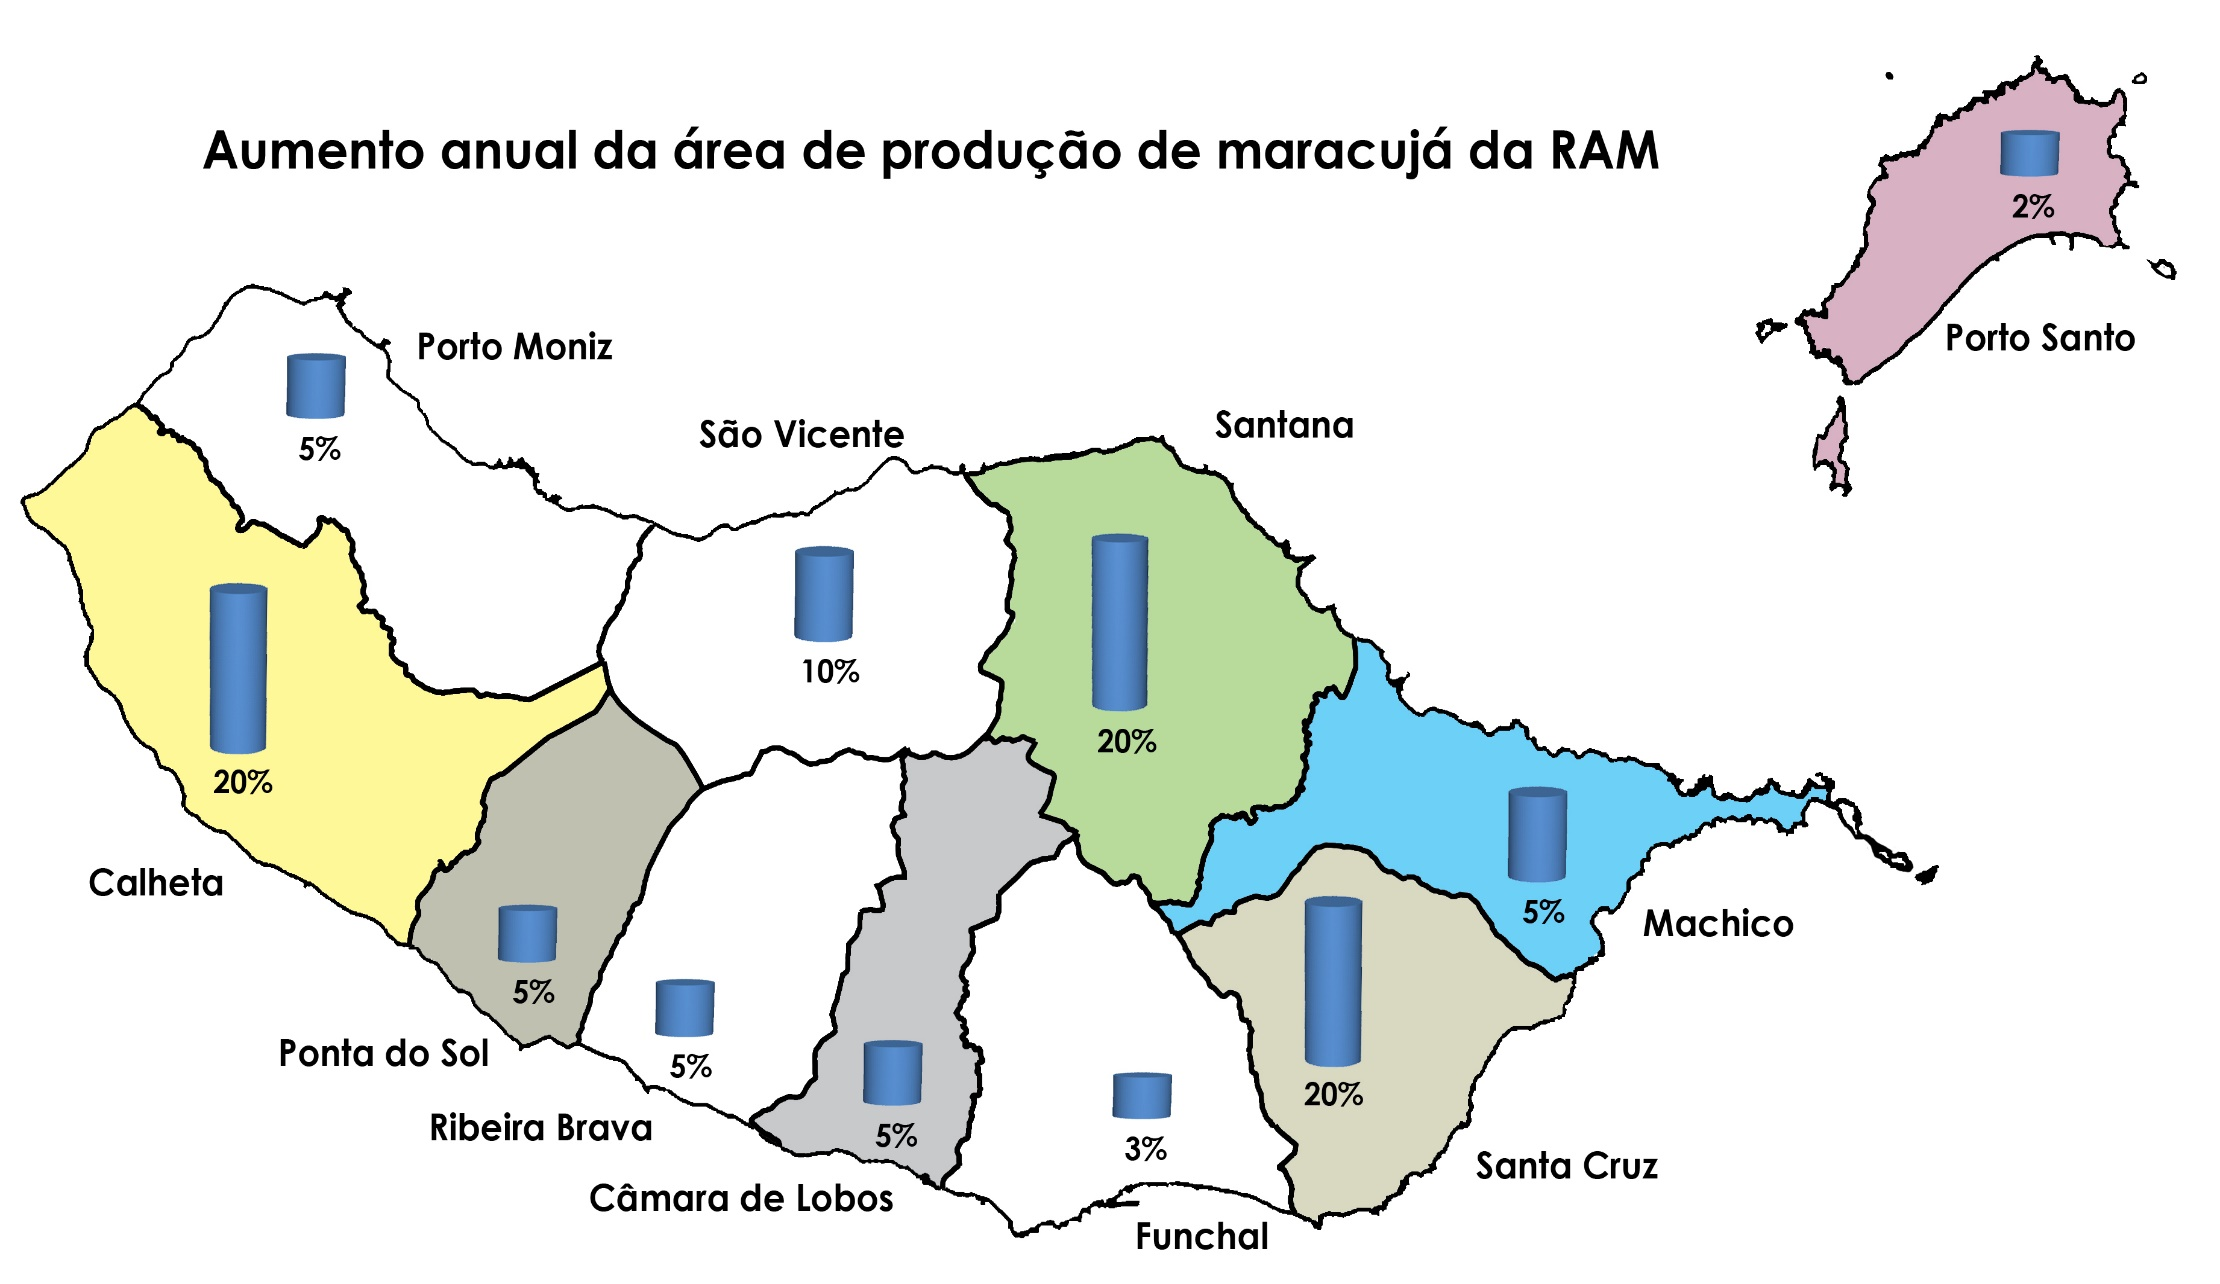 Aumento anual da área de produção de maracujá da RAM
2%
Porto Santo
Porto Moniz
5%
São Vicente
10%
Santana
20%
20%
Calheta
5%
Machico
5%
Ponta do Sol
5%
Ribeira Brava
5%
Câmara de Lobos
3%
Funchal
20%
Santa Cruz